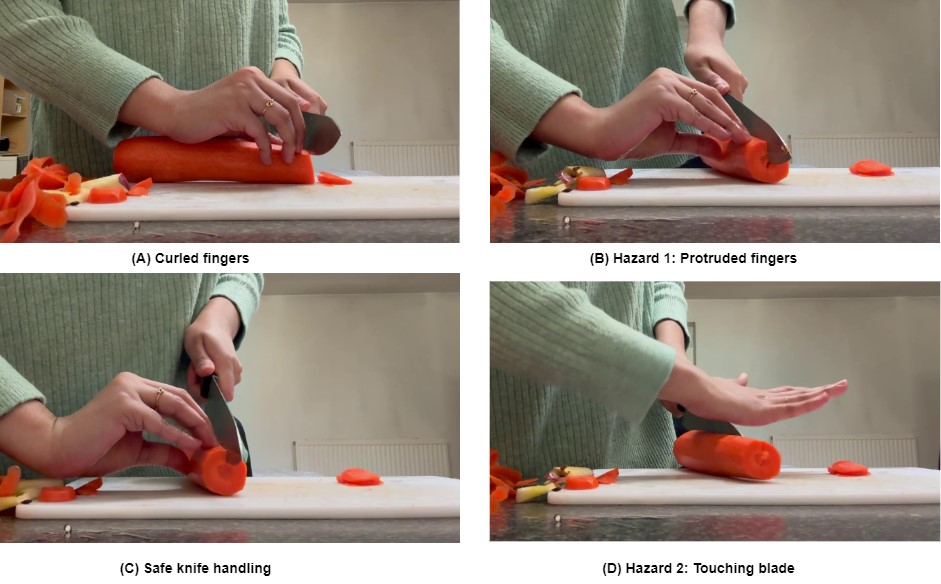 (A) Curled fingers
(B) Hazard 1: Protruded fingers
(C) Safe knife handling
(D) Hazard 2: Touching blade